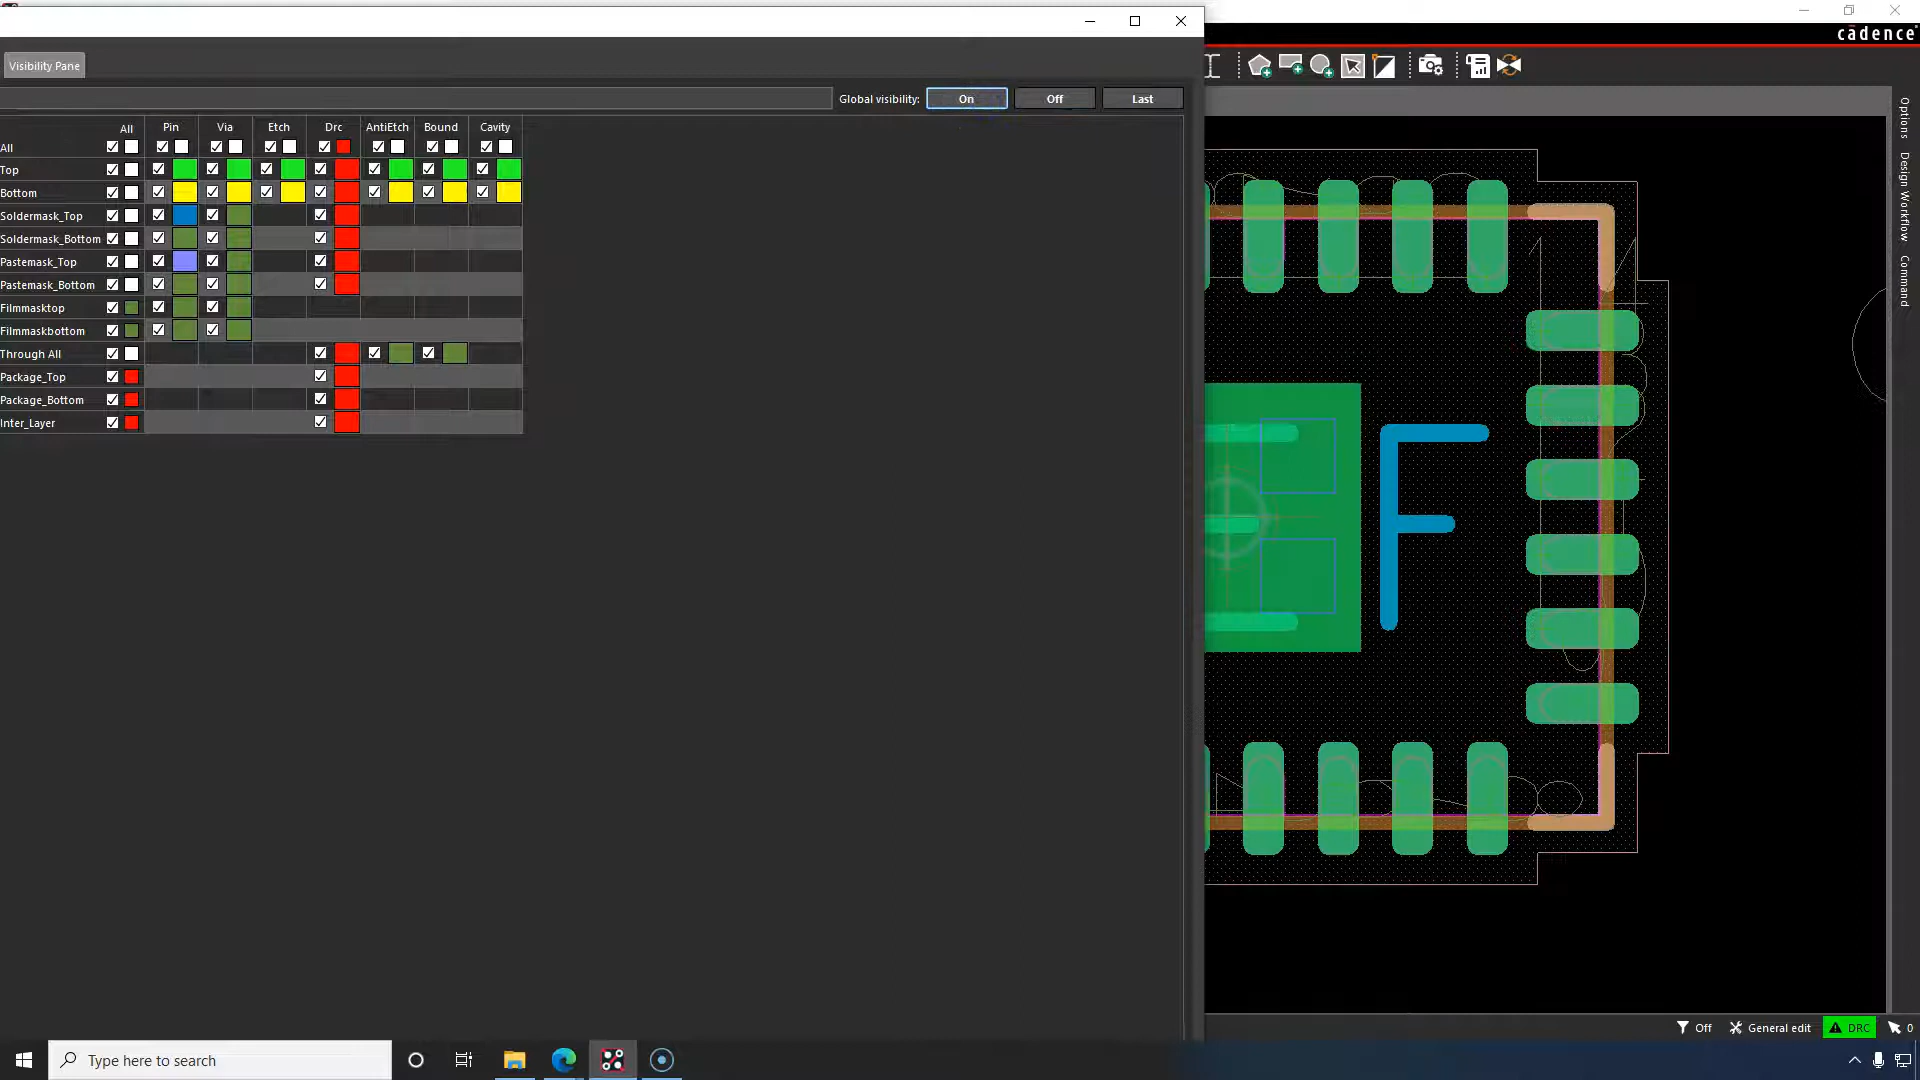 cādence
Visibility Pane
Global visibility: On Off Last
All Pin Via Etch Drc AntiEtch Bound Cavity
All
Top
Bottom
Soldermask_Top
Soldermask_Bottom
Pastemask_Top
Pastemask_Bottom
Filmmasktop
Filmmaskbottom
Through All
Package_Top
Package_Bottom
Inter_Layer
F
Options
Design Workflow
Command
Off General edit DRC 0
Type here to search